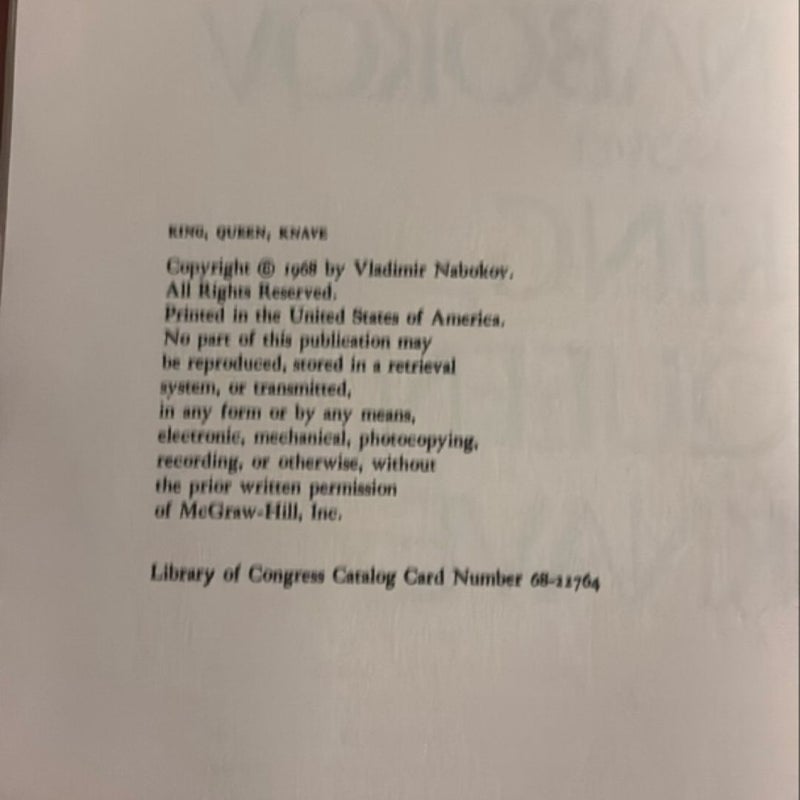 KING, QUEEN, KNAVE
Copyright © 1968 by Vladimir Nabokov.
All Rights Reserved.
Printed in the United States of America.
No part of this publication may
be reproduced, stored in a retrieval
system, or transmitted,
in any form or by any means,
electronic, mechanical, photocopying,
recording, or otherwise, without
the prior written permission
of McGraw-Hill, Inc.
Library of Congress Catalog Card Number 68-11764